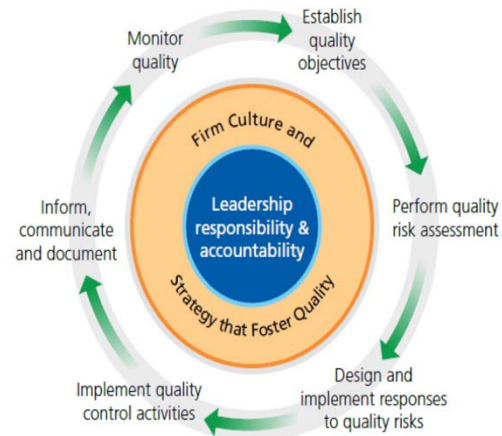 Establish
quality
objectives
Perform quality
risk assessment
Design and
implement responses
to quality risks
Implement quality
control activities
Inform,
communicate
and document
Monitor
quality
Firm Culture and
Strategy that Foster Quality
Leadership
responsibility &
accountability